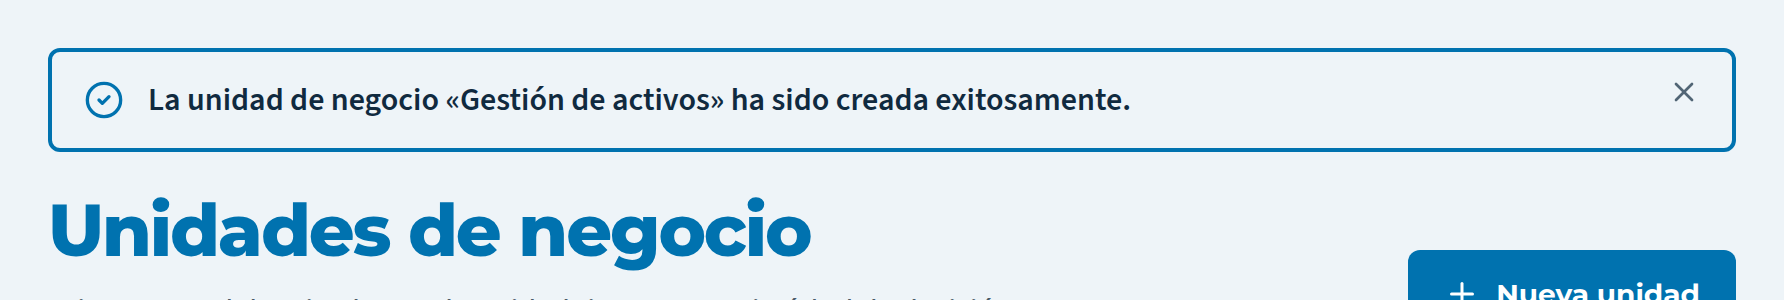 La unidad de negocio «Gestión de activos» ha sido creada exitosamente.
Unidades de negocio
Nueva unidad